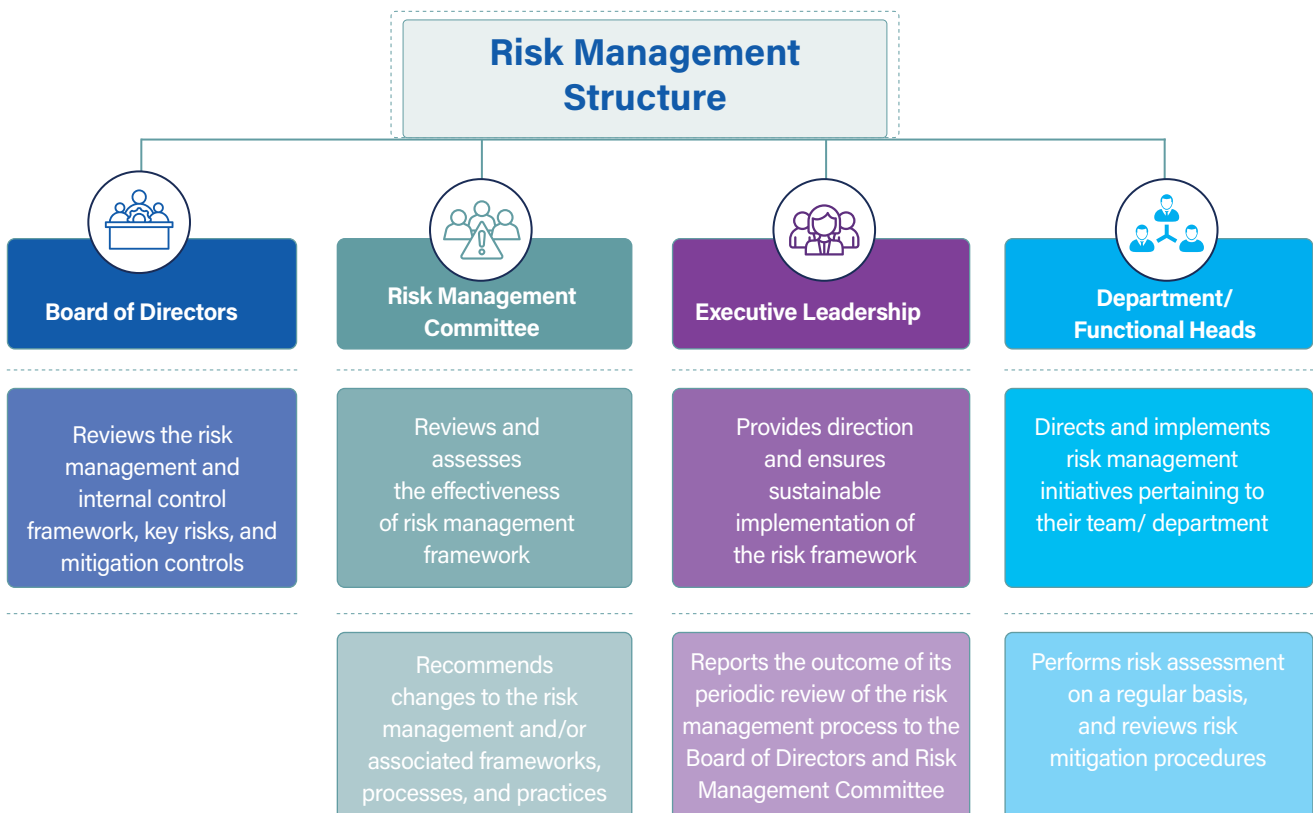 Risk Management
Structure
Board of Directors
Reviews the risk
management and
internal control
framework, key risks, and
mitigation controls
Risk Management
Committee
Reviews and
assesses
the effectiveness
of risk management
framework
Recommends
changes to the risk
management and/or
associated frameworks,
processes, and practices
Executive Leadership
Provides direction
and ensures
sustainable
implementation of
the risk framework
Reports the outcome of its
periodic review of the risk
management process to the
Board of Directors and Risk
Management Committee
Department/
Functional Heads
Directs and implements
risk management
initiatives pertaining to
their team/ department
Performs risk assessment
on a regular basis,
and reviews risk
mitigation procedures